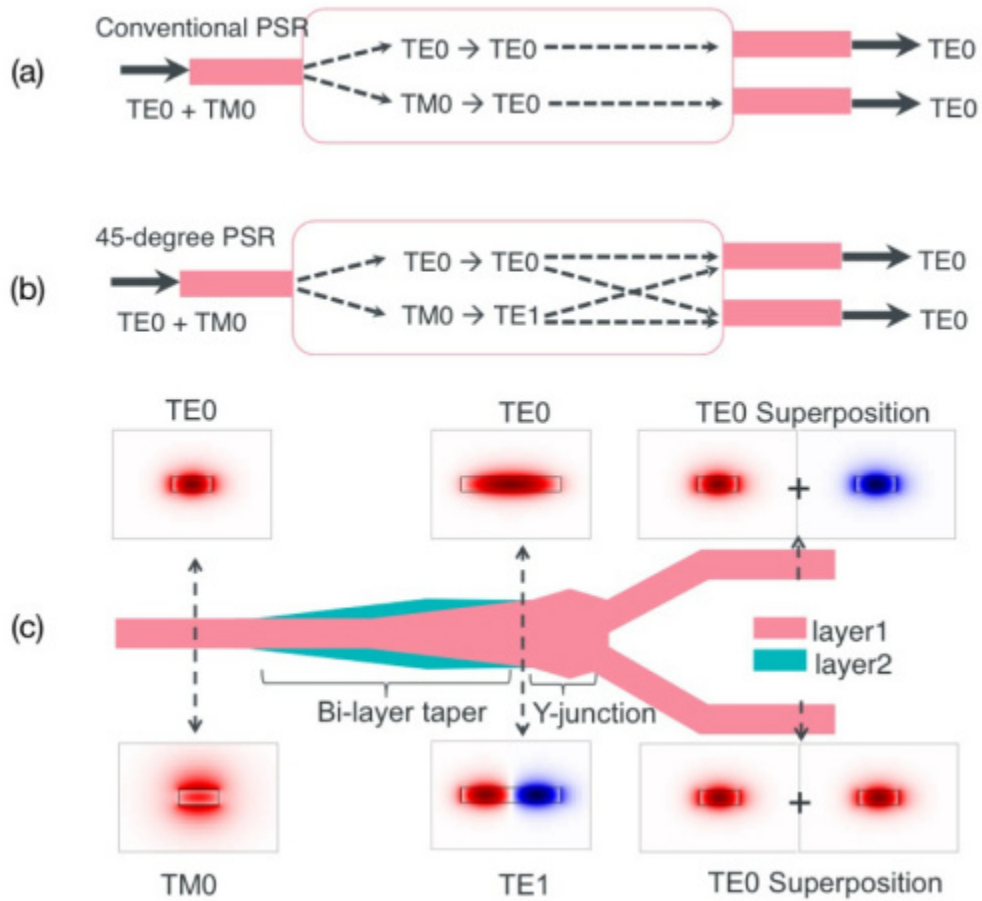 Conventional PSR
(a)
TE0 → TE0
TM0 → TE0
TE0 + TM0
TE0
TE0
45-degree PSR
(b)
TE0 → TE0
TM0 → TE1
TE0 + TM0
TE0
TE0
TE0
TE0
TE0 Superposition
+
(c)
layer1
layer2
Bi-layer taper
Y-junction
+
TM0
TE1
TE0 Superposition